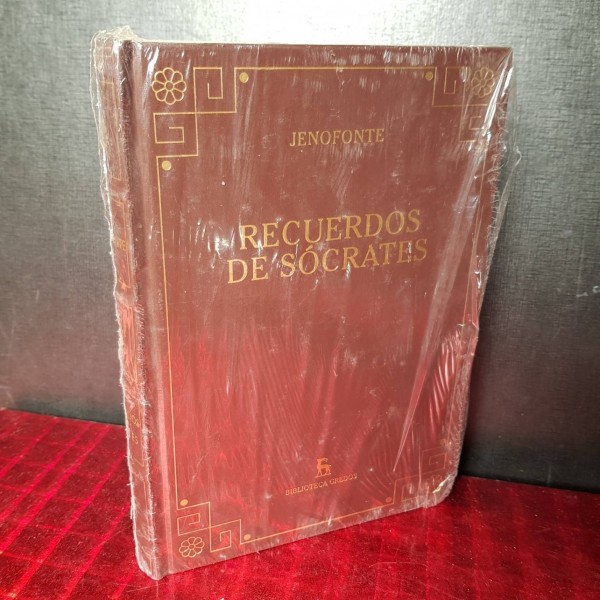 JENOFONTE
RECUERDOS
DE SÓCRATES
BIBLIOTECA GREDOS